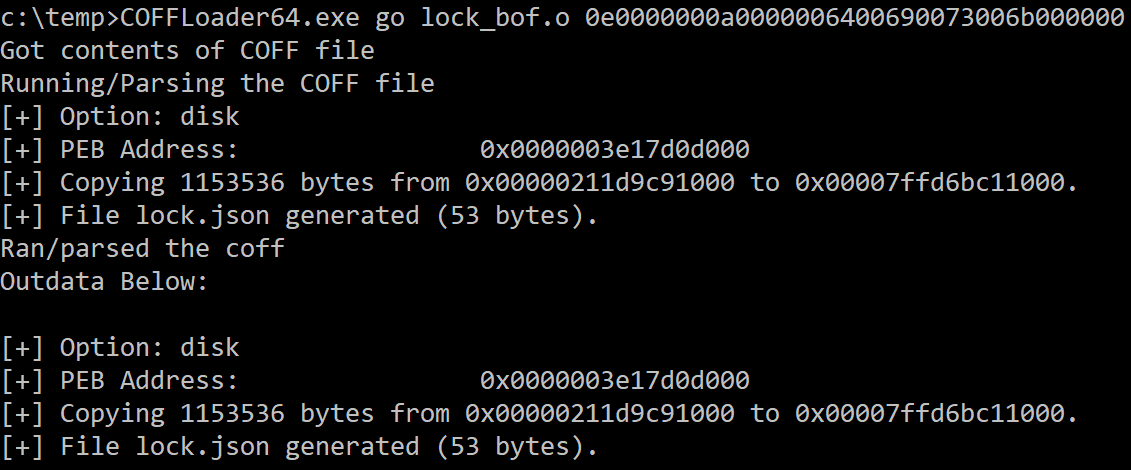 c:\temp>COFFLoader64.exe go lock_bof.o 0e0000000a0000006400690073006b000000
Got contents of COFF file
Running/Parsing the COFF file
[+] Option: disk
[+] PEB Address: 0x0000003e17d0d000
[+] Copying 1153536 bytes from 0x00000211d9c91000 to 0x00007ffd6bc11000.
[+] File lock.json generated (53 bytes).
Ran/parsed the coff
Outdata Below:
[+] Option: disk
[+] PEB Address: 0x0000003e17d0d000
[+] Copying 1153536 bytes from 0x00000211d9c91000 to 0x00007ffd6bc11000.
[+] File lock.json generated (53 bytes).